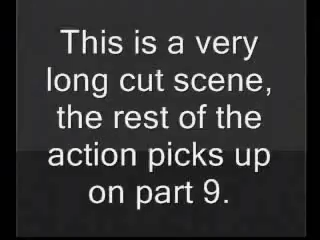 This is a very
long cut scene,
the rest of the
action picks up
on part 9.